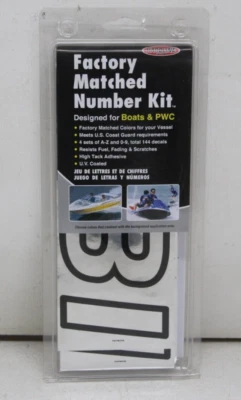 Factory
Matched
Number Kit™
Designed for Boats & PWC
• Factory Matched Colors for your Vessel
• Meets U.S. Coast Guard requirements
• 4 sets of A-Z and 0-9, total 144 decals
• Resists Fuel, Fading & Scratches
• High Tack Adhesive
• U.V. Coated
JEU DE LETTRES ET DE CHIFFRES
JUEGO DE LETRAS Y NÚMEROS
B